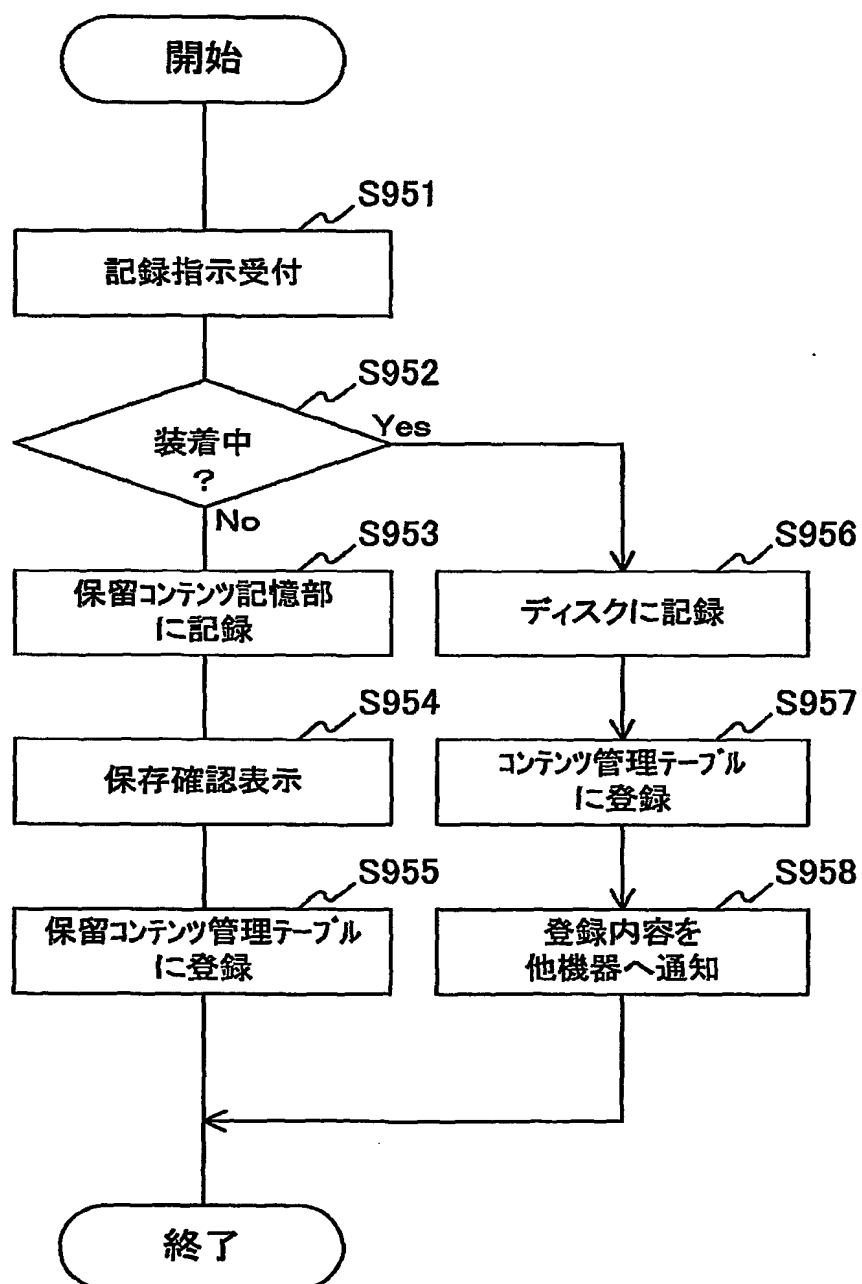 開始
S951
記録指示受付
S952
装着中
?
Yes
No
S953
保留コンテンツ記憶部
に記録
S954
保存確認表示
S955
保留コンテンツ管理テーブル
に登録
S956
ディスクに記録
S957
コンテンツ管理テーブル
に登録
S958
登録内容を
他機器へ通知
終了